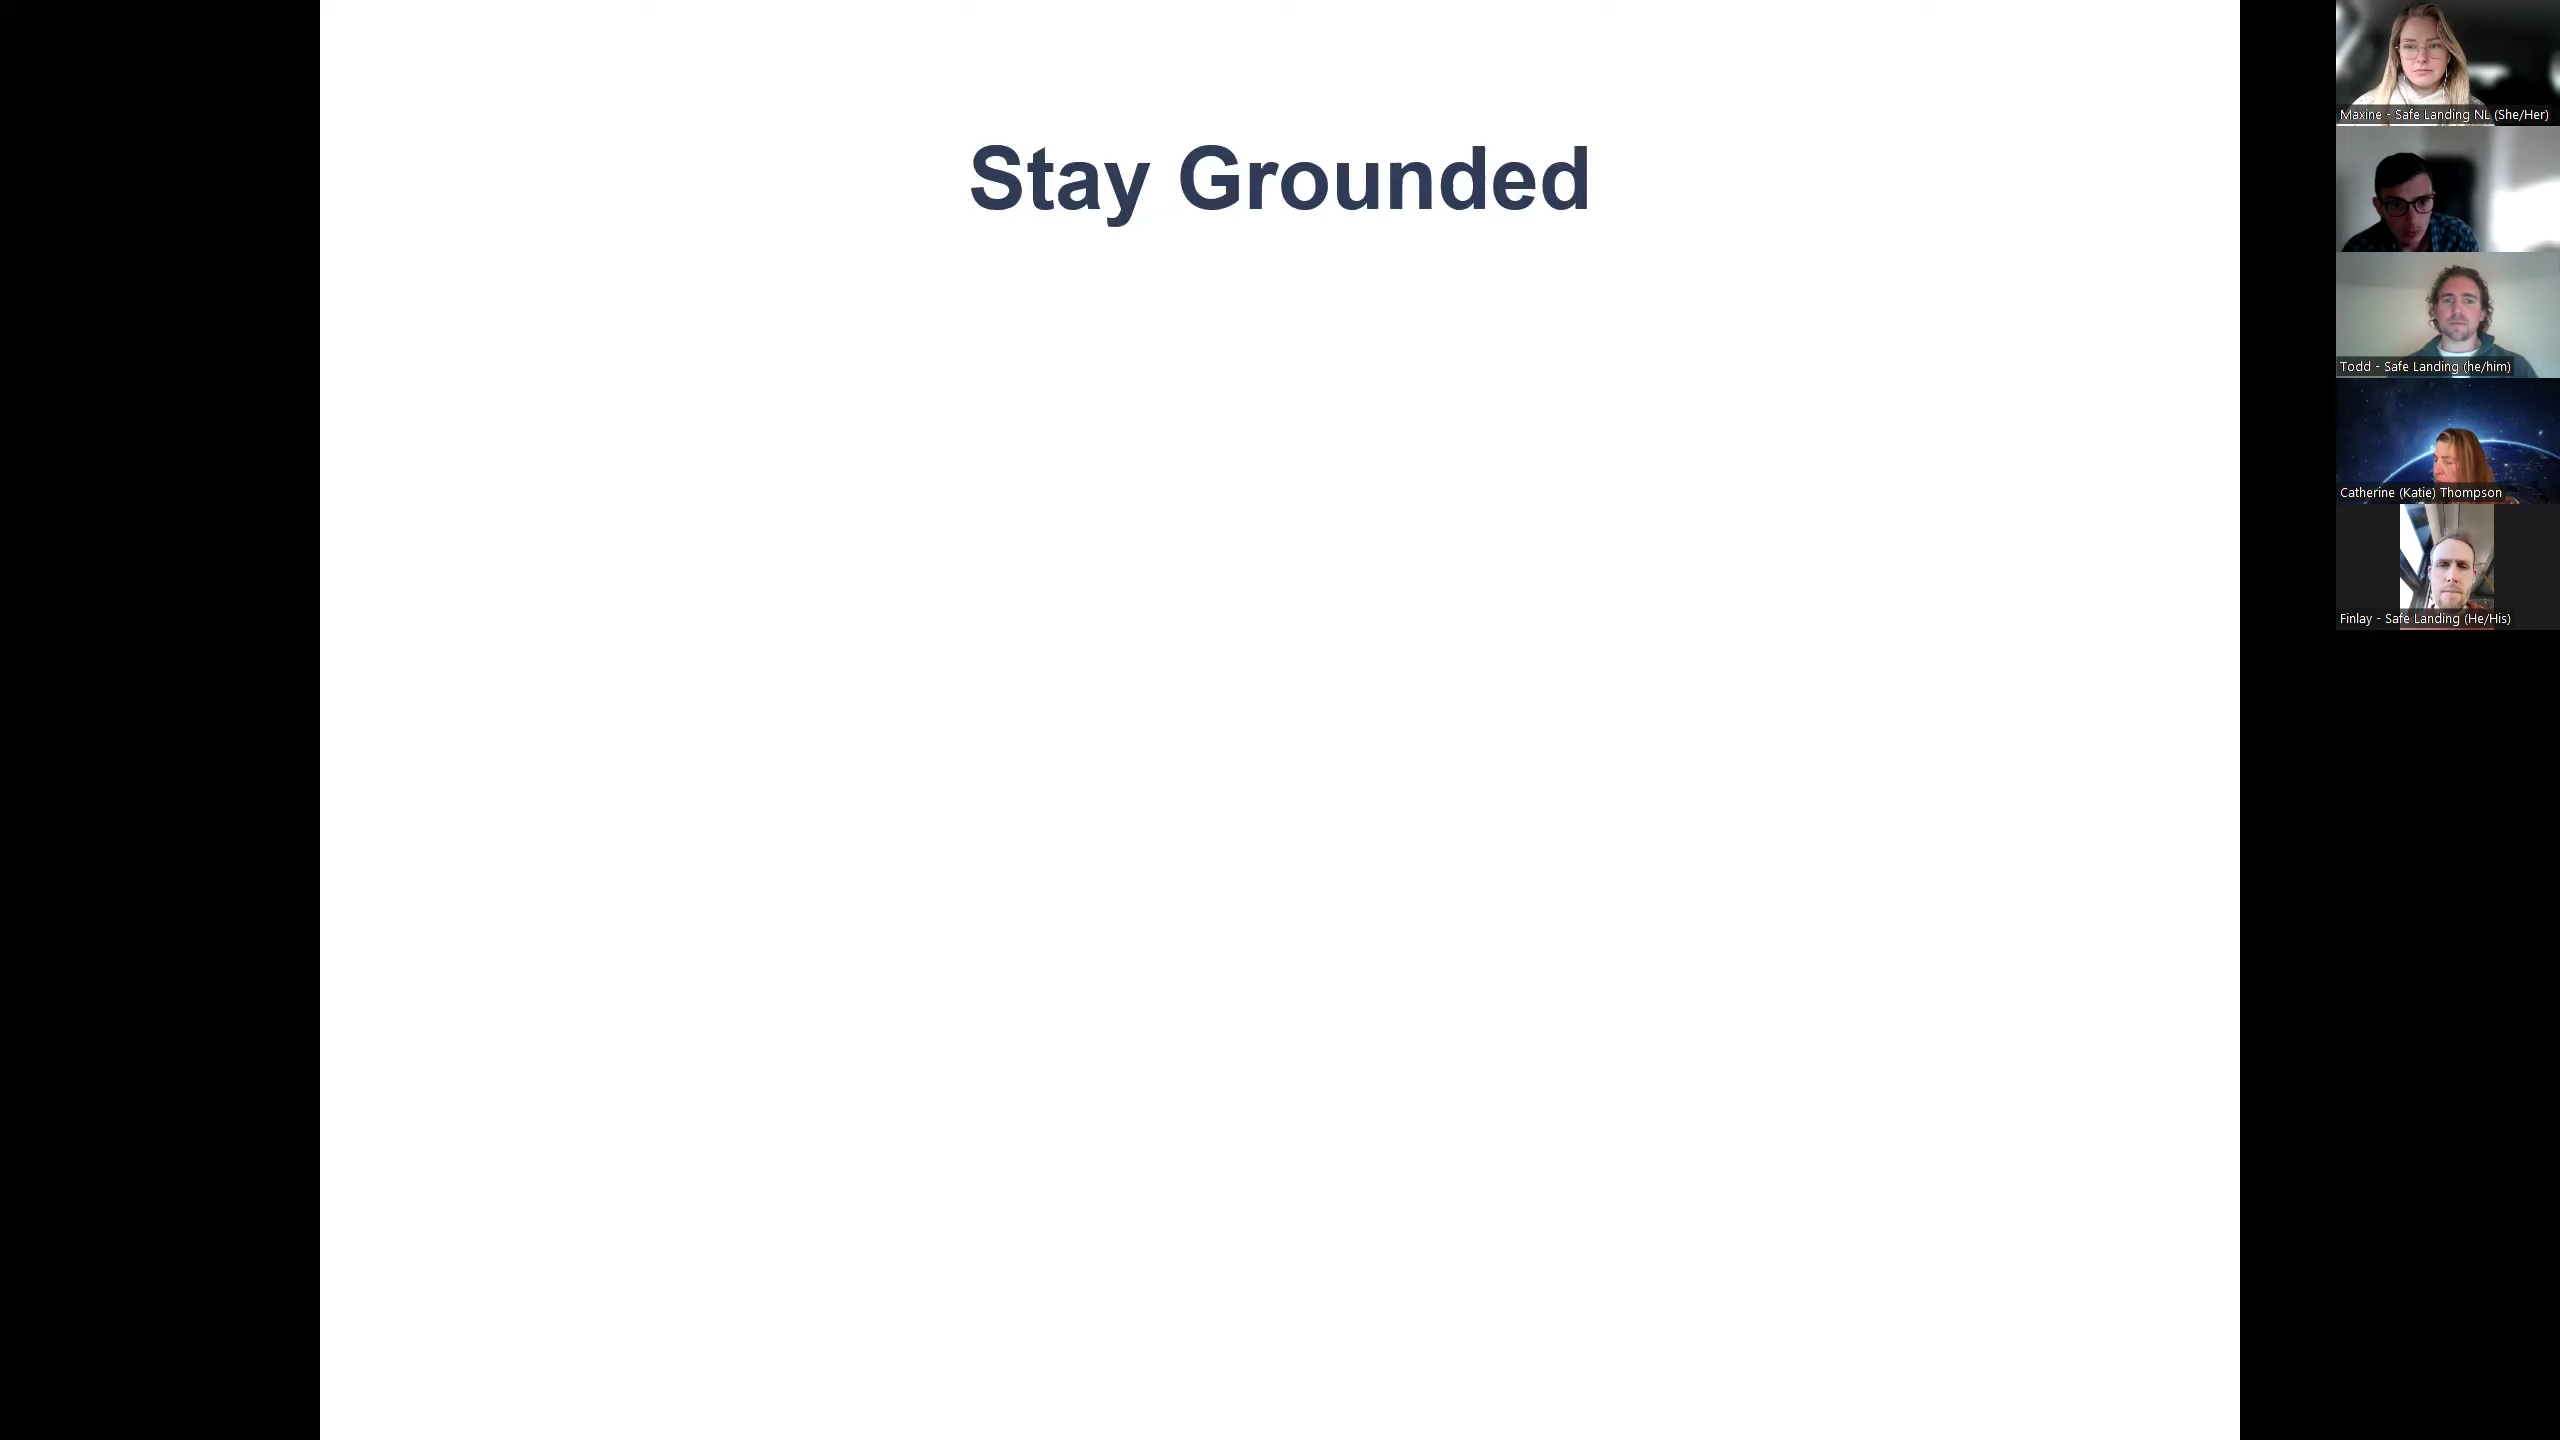 Stay Grounded
Maxine - Safe Landing NL (She/Her)
Todd - Safe Landing (he/him)
Catherine (Katie) Thompson
Finlay - Safe Landing (He/His)